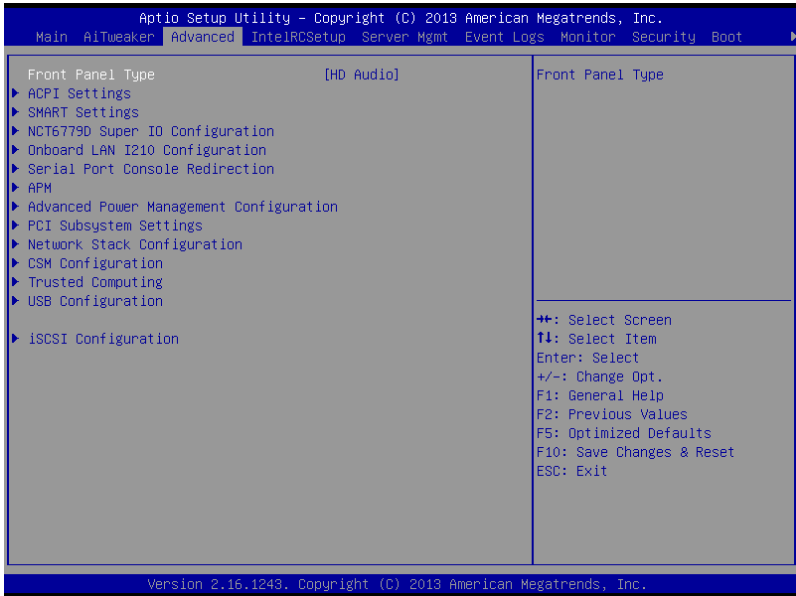 Aptio Setup Utility – Copyright (C) 2013 American Megatrends, Inc.
Main AiTweaker Advanced IntelRCSetup Server Mgmt Event Logs Monitor Security Boot
Front Panel Type [HD Audio]
ACPI Settings
SMART Settings
NCT6779D Super IO Configuration
Onboard LAN I210 Configuration
Serial Port Console Redirection
APM
Advanced Power Management Configuration
PCI Subsystem Settings
Network Stack Configuration
CSM Configuration
Trusted Computing
USB Configuration
iSCSI Configuration
Front Panel Type
→←: Select Screen
↑↓: Select Item
Enter: Select
+/-: Change Opt.
F1: General Help
F2: Previous Values
F5: Optimized Defaults
F10: Save Changes & Reset
ESC: Exit
Version 2.16.1243. Copyright (C) 2013 American Megatrends, Inc.